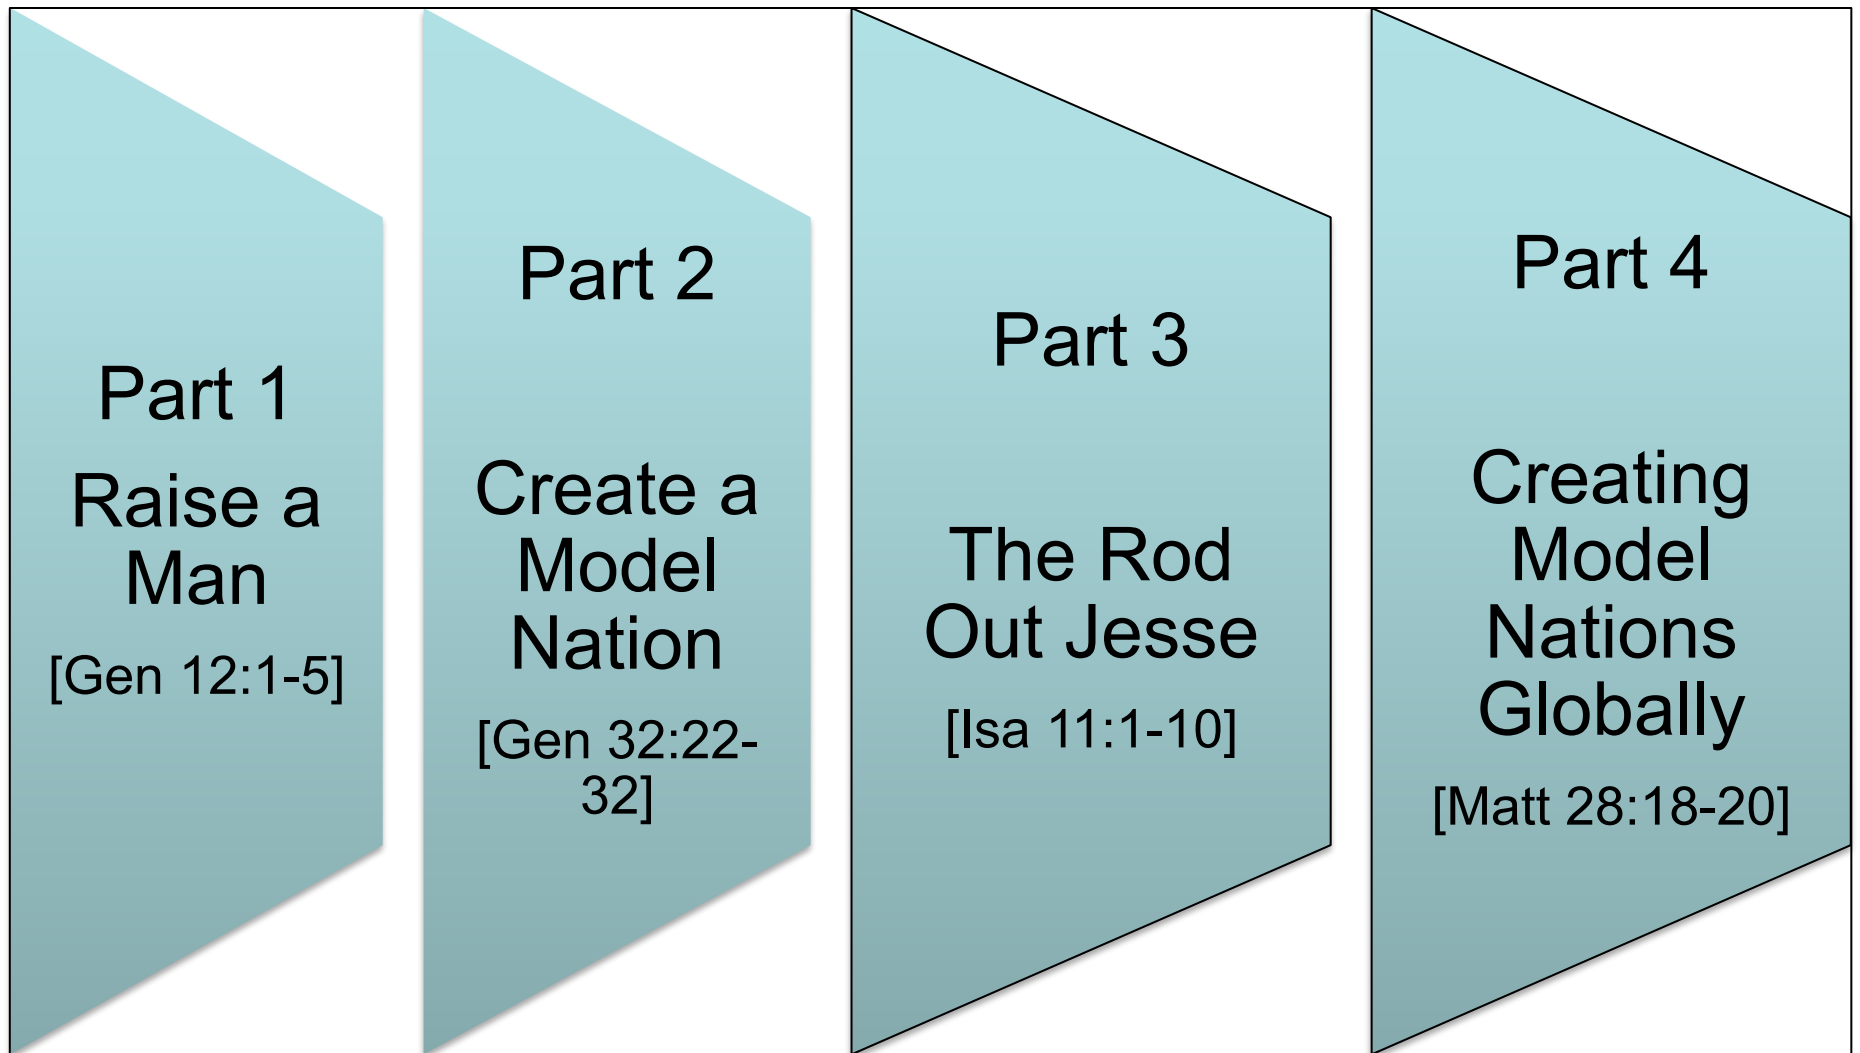 Part 1
Raise a
Man
[Gen 12:1-5]
Part 2
Create a
Model
Nation
[Gen 32:22-
32]
Part 3
The Rod
Out Jesse
[Isa 11:1-10]
Part 4
Creating
Model
Nations
Globally
[Matt 28:18-20]